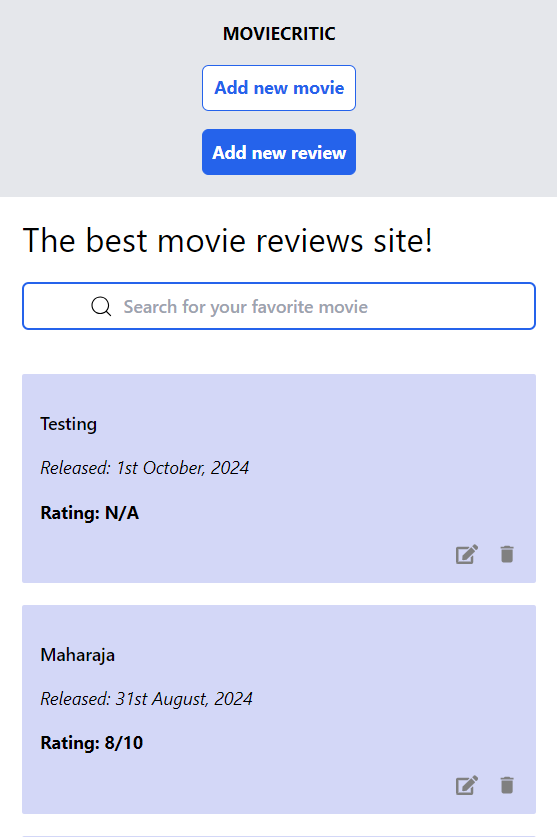 MOVIECRITIC
Add new movie
Add new review
The best movie reviews site!
Search for your favorite movie
Testing
Released: 1st October, 2024
Rating: N/A
Maharaja
Released: 31st August, 2024
Rating: 8/10